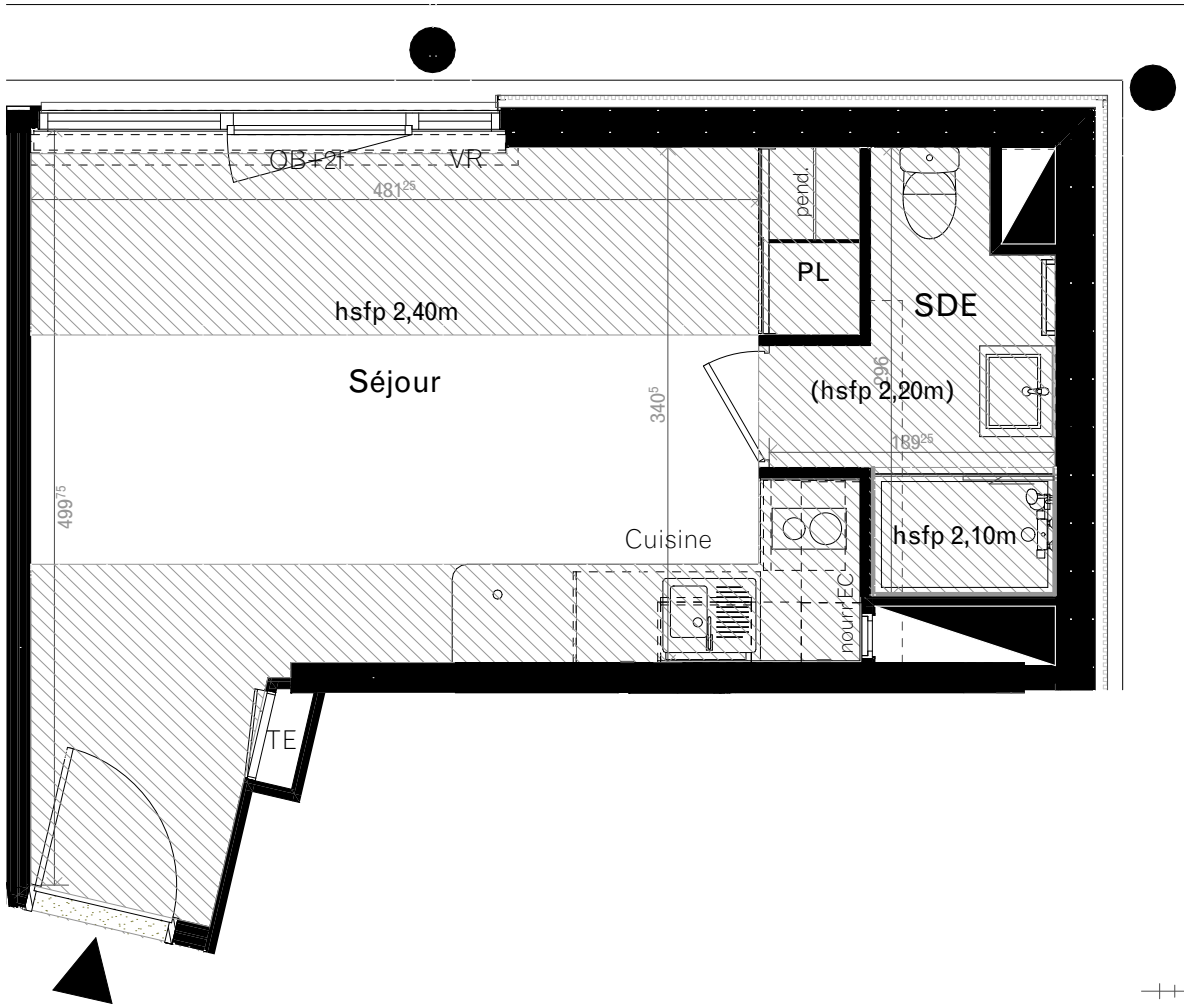 OB+2f
VR
481²⁵
pend.
PL
SDE
hsfp 2,40m
Séjour
296
(hsfp 2,20m)
340⁵
189²⁵
499⁷⁵
Cuisine
hsfp 2,10m
nourr EC
TE